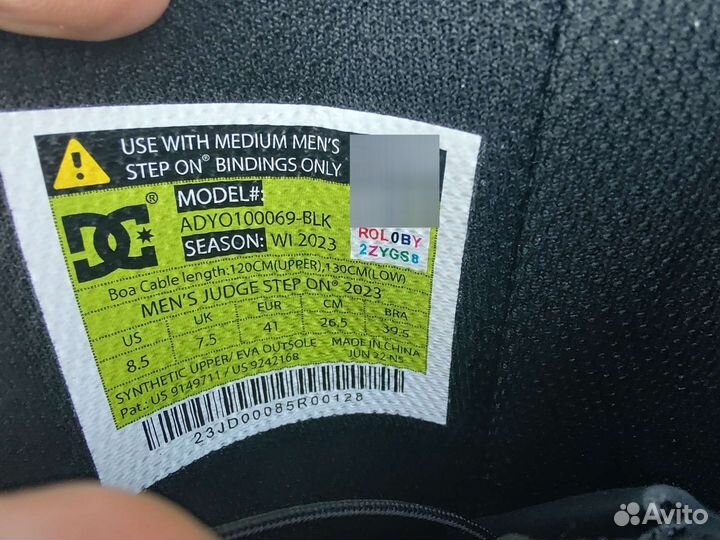 USE WITH MEDIUM MEN'S
STEP ON® BINDINGS ONLY
DC®
MODEL#:
ADYO100069-BLK
SEASON: WI 2023
ROL0BY
2ZYGS8
Boa Cable length:120CM(UPPER),130CM(LOW)
MEN'S JUDGE STEP ON® 2023
US UK EUR CM BRA
8.5 7.5 41 26.5 39.5
SYNTHETIC UPPER/ EVA OUTSOLE MADE IN CHINA
Pat.: US 9149711 / US 9242168 JUN 22-N5
23JD00085R00128
Avito